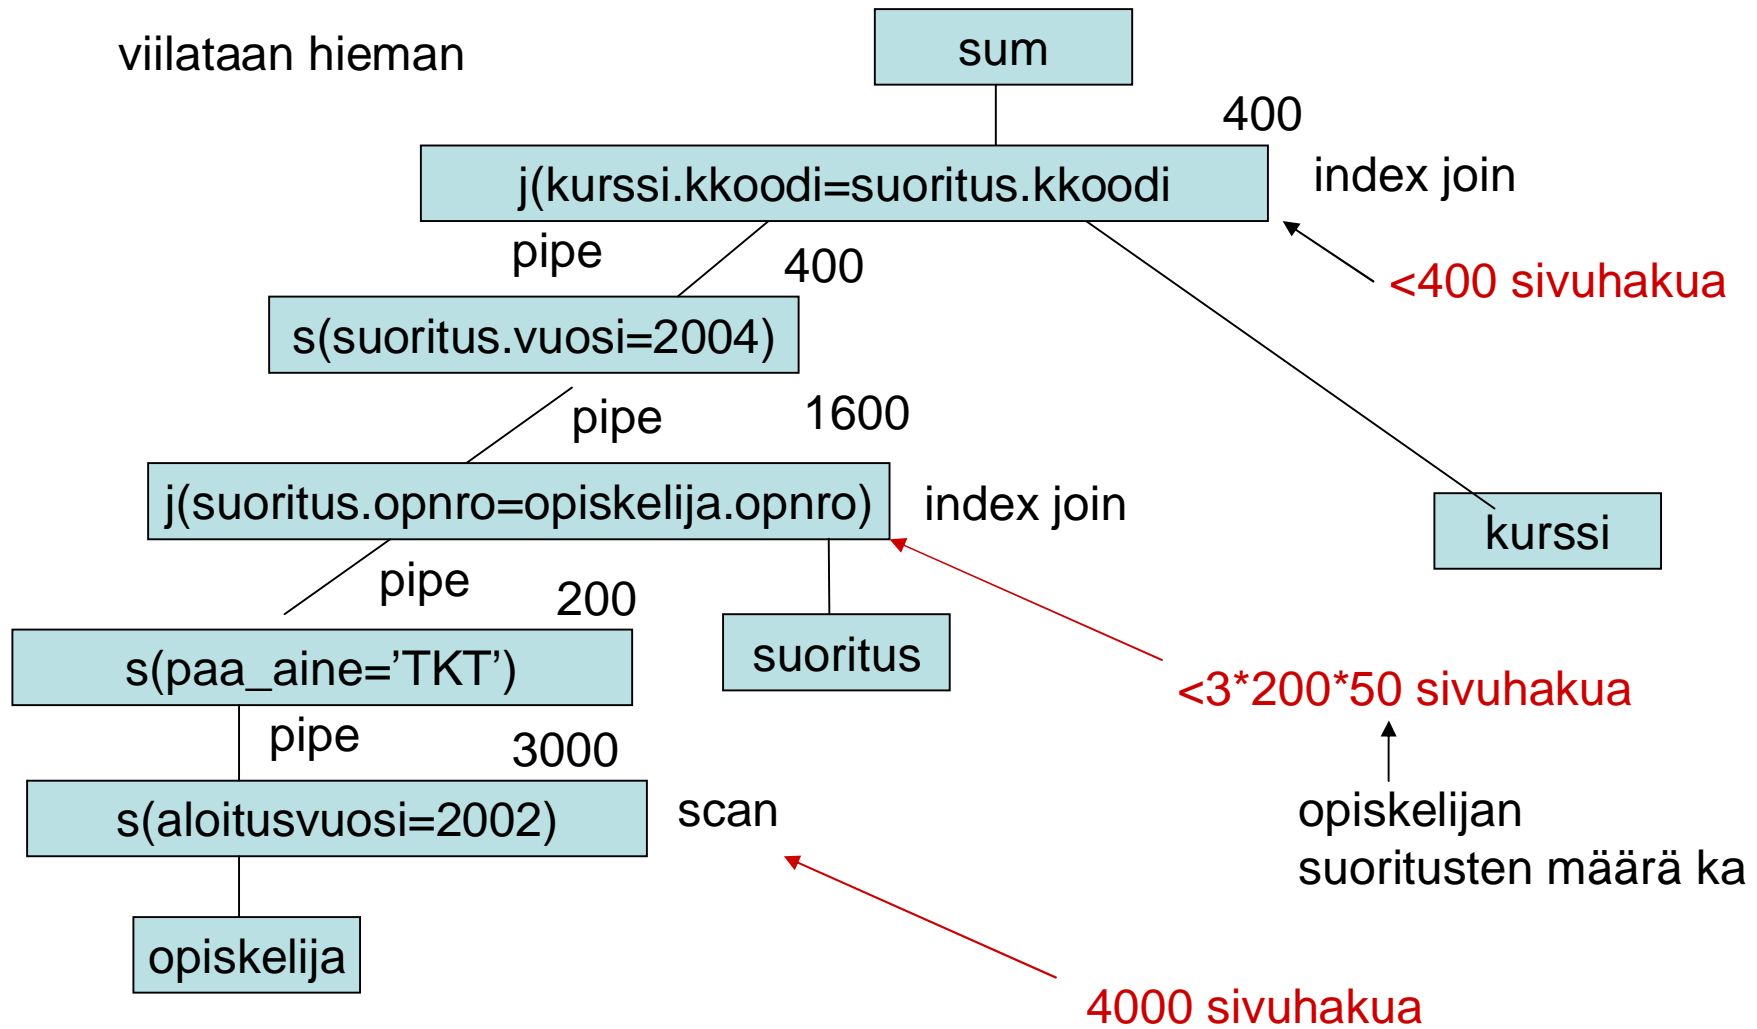 viilataan hieman
sum
400
j(kurssi.kkoodi=suoritus.kkoodi
index join
pipe
400
<400 sivuhakua
s(suoritus.vuosi=2004)
pipe
1600
j(suoritus.opnro=opiskelija.opnro)
index join
kurssi
pipe
200
suoritus
s(paa_aine=’TKT’)
<3*200*50 sivuhakua
pipe
3000
s(aloitusvuosi=2002)
scan
opiskelijan
suoritusten määrä ka
opiskelija
4000 sivuhakua